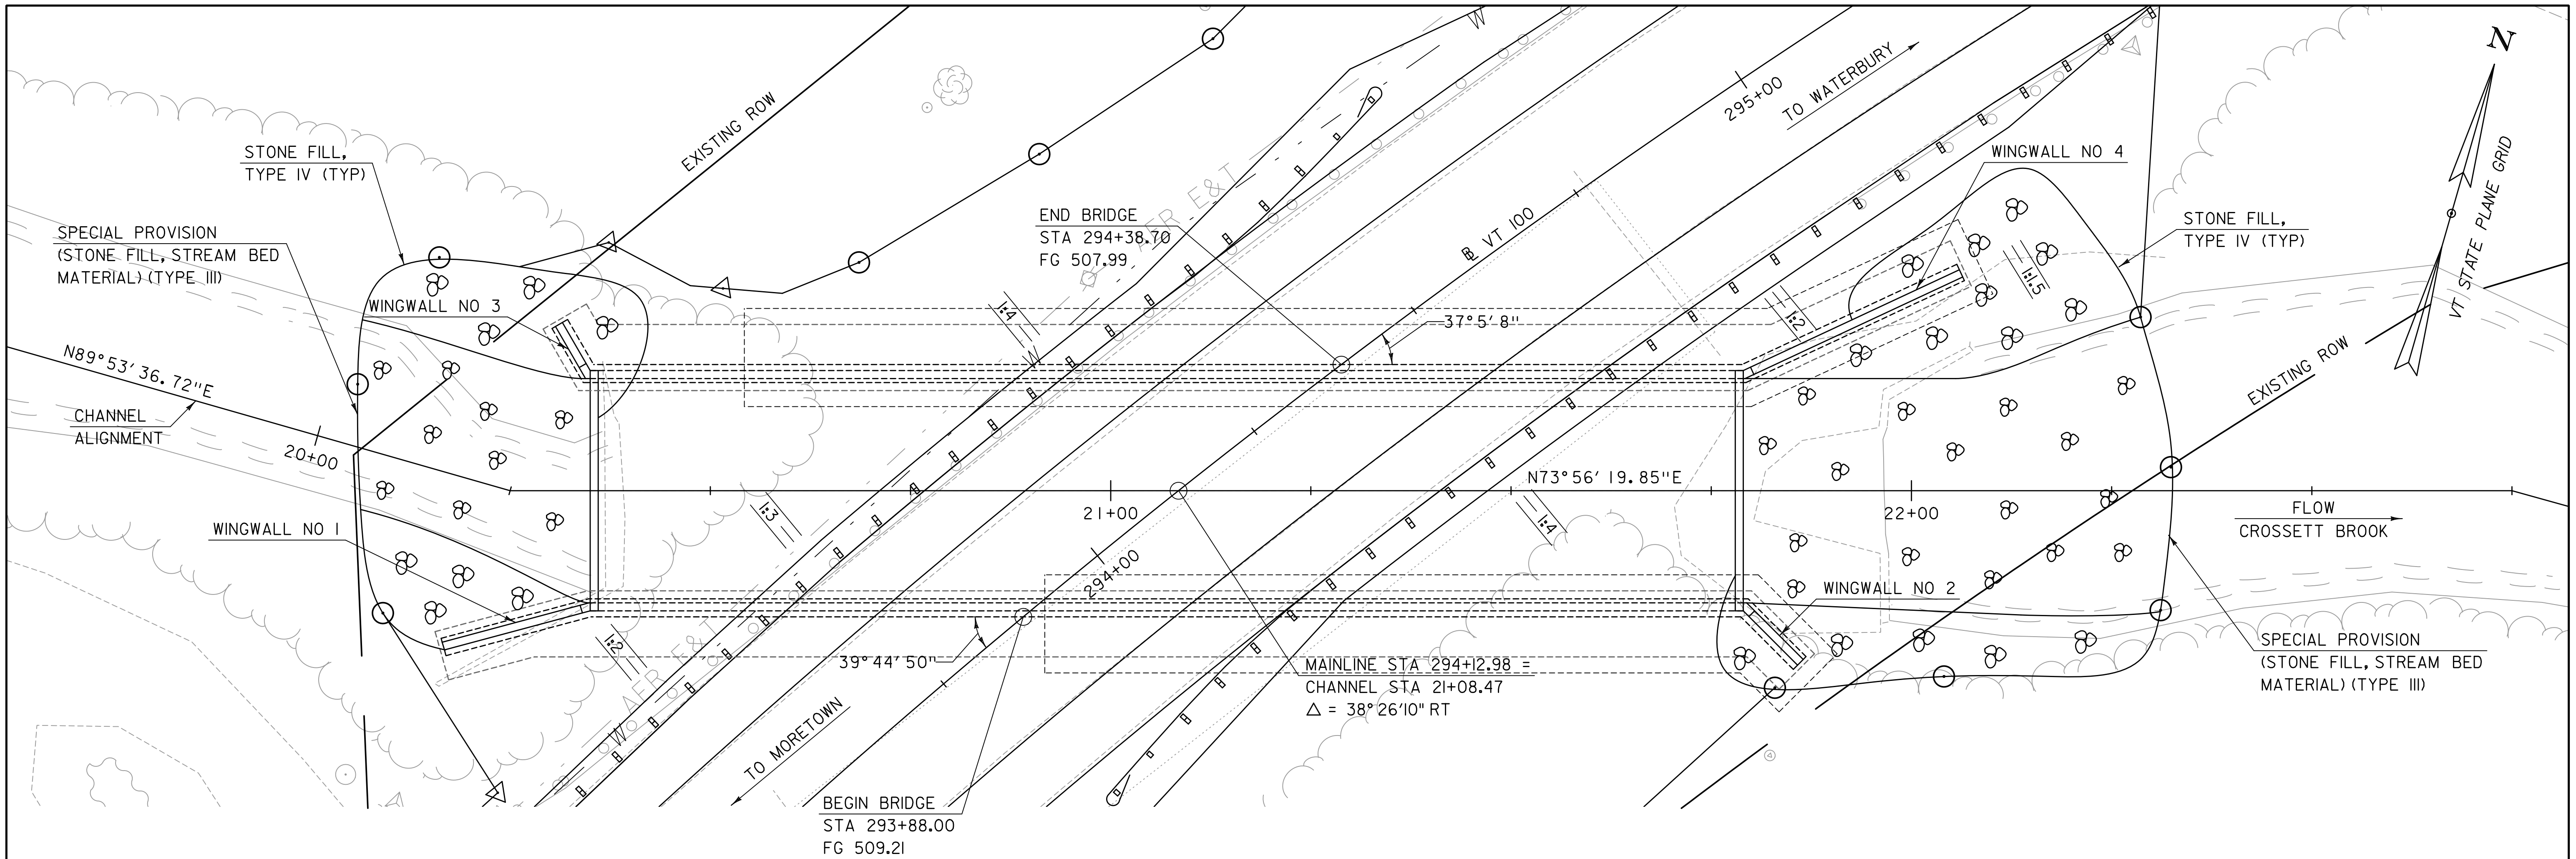 STONE FILL,
TYPE IV (TYP)
SPECIAL PROVISION
(STONE FILL, STREAM BED
MATERIAL) (TYPE III)
WINGWALL NO 3
N89°53'36.72"E
CHANNEL
ALIGNMENT
20+00
WINGWALL NO 1
EXISTING ROW
1:3
1:2
W
AER E&T
TO MORETOWN
BEGIN BRIDGE
STA 293+88.00
FG 509.21
39°44'50"
END BRIDGE
STA 294+38.70
FG 507.99
1:4
W
AER E&T
W
21+00
294+00
℄ VT 100
37°5'8"
MAINLINE STA 294+12.98 =
CHANNEL STA 21+08.47
△ = 38°26'10" RT
N73°56'19.85"E
1:4
295+00
TO WATERBURY
1:2
WINGWALL NO 4
1:1.5
STONE FILL,
TYPE IV (TYP)
22+00
WINGWALL NO 2
EXISTING ROW
FLOW
CROSSETT BROOK
SPECIAL PROVISION
(STONE FILL, STREAM BED
MATERIAL) (TYPE III)
N
VT STATE PLANE GRID